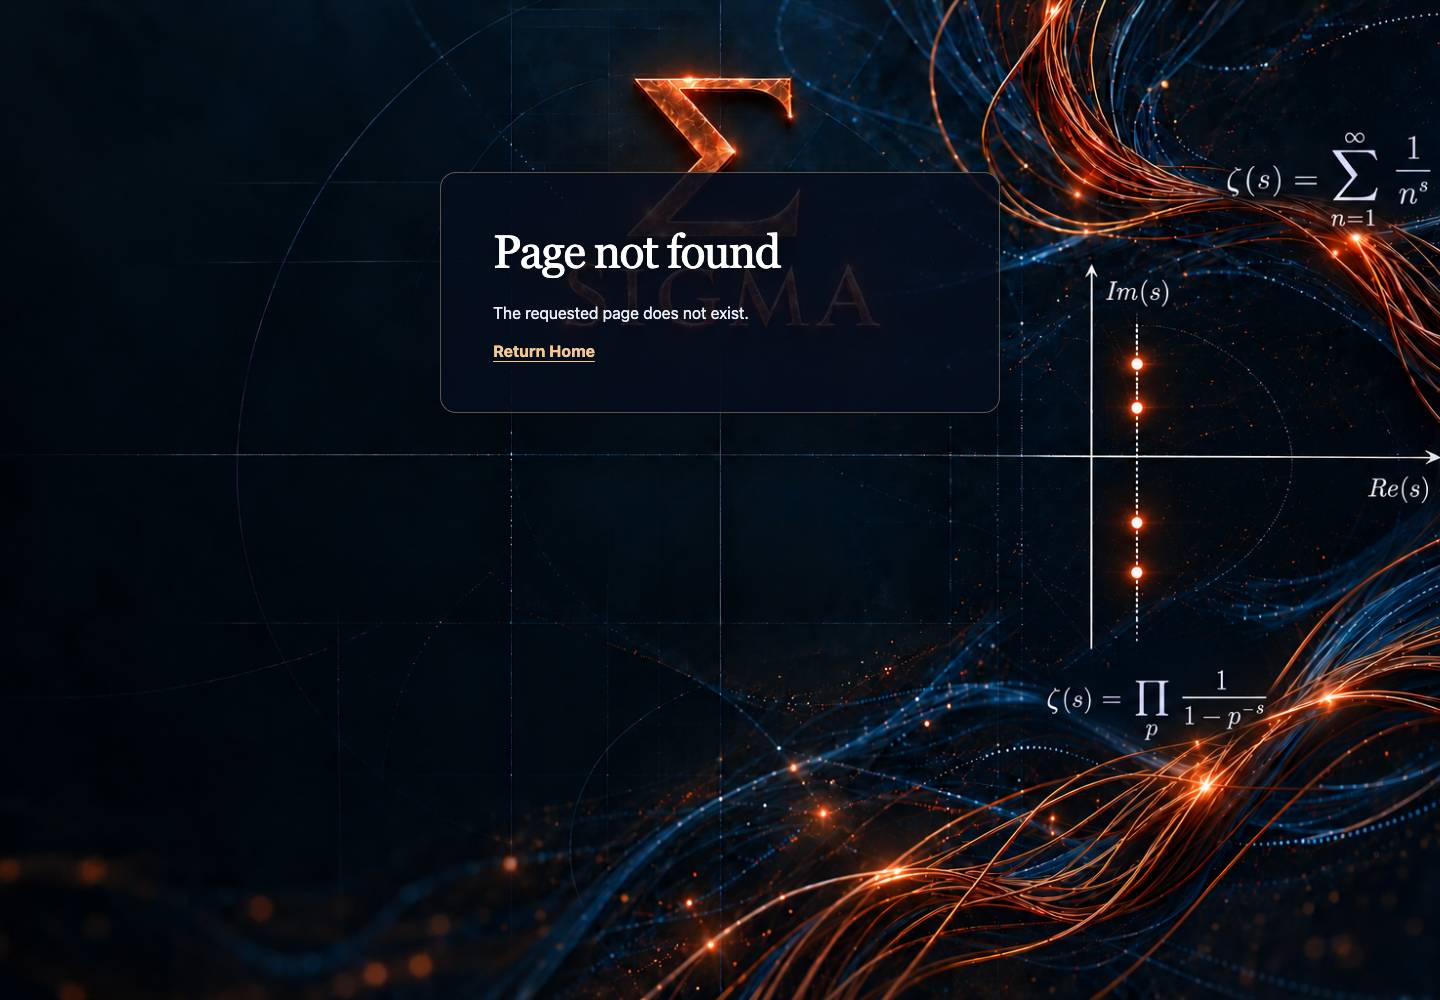 Σ
SIGMA
Page not found
The requested page does not exist.
Return Home
ζ(s) = ∑_{n=1}^{∞} 1/n^s
Im(s)
Re(s)
ζ(s) = ∏_p 1/(1 − p^{−s})